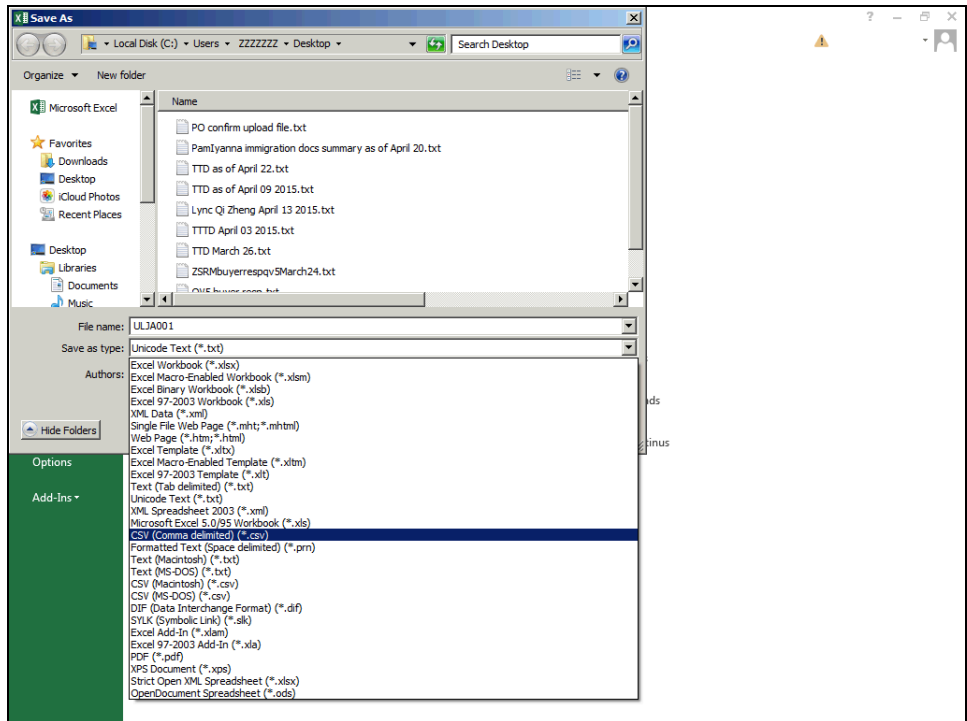 Save As
Local Disk (C:) Users ZZZZZZZ Desktop
Search Desktop
Organize New folder
Microsoft Excel
Favorites
Downloads
Desktop
iCloud Photos
Recent Places
Desktop
Libraries
Documents
Music
Name
PO confirm upload file.txt
PamIyanna immigration docs summary as of April 20.txt
TTD as of April 22.txt
TTD as of April 09 2015.txt
Lync Qi Zheng April 13 2015.txt
TTTD April 03 2015.txt
TTD March 26.txt
ZSRMbuyerrespqv5March24.txt
File name: ULJA001
Save as type: Unicode Text (*.txt)
Authors:
Excel Workbook (*.xlsx)
Excel Macro-Enabled Workbook (*.xlsm)
Excel Binary Workbook (*.xlsb)
Excel 97-2003 Workbook (*.xls)
XML Data (*.xml)
Single File Web Page (*.mht;*.mhtml)
Web Page (*.htm;*.html)
Excel Template (*.xltx)
Excel Macro-Enabled Template (*.xltm)
Excel 97-2003 Template (*.xlt)
Text (Tab delimited) (*.txt)
Unicode Text (*.txt)
XML Spreadsheet 2003 (*.xml)
Microsoft Excel 5.0/95 Workbook (*.xls)
CSV (Comma delimited) (*.csv)
Formatted Text (Space delimited) (*.prn)
Text (Macintosh) (*.txt)
Text (MS-DOS) (*.txt)
CSV (Macintosh) (*.csv)
CSV (MS-DOS) (*.csv)
DIF (Data Interchange Format) (*.dif)
SYLK (Symbolic Link) (*.slk)
Excel Add-In (*.xlam)
Excel 97-2003 Add-In (*.xla)
PDF (*.pdf)
XPS Document (*.xps)
Strict Open XML Spreadsheet (*.xlsx)
OpenDocument Spreadsheet (*.ods)
Hide Folders
Options
Add-Ins
ads
tinus